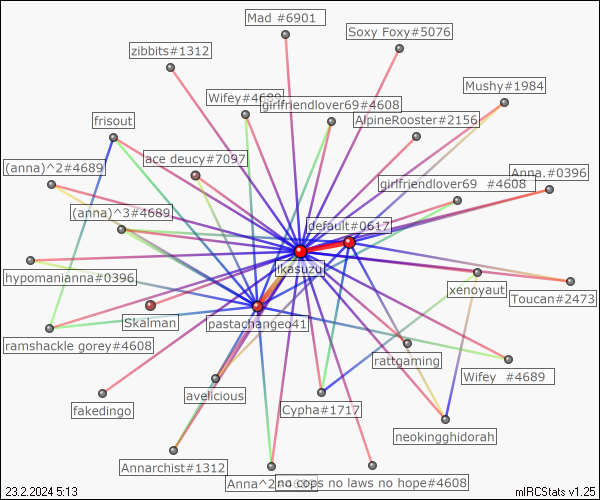 Mad #6901
Soxy Foxy#5076
zibbits#1312
Mushy#1984
Wifey#4689
girlfriendlover69#4608
frisout
AlpineRooster#2156
ace deucy#7097
(anna)^2#4689
Anna.#0396
girlfriendlover69 #4608
(anna)^3#4689
default#0617
jikasuzu
hypomanianna#0396
xenoyaut
Toucan#2473
Skalman
pastachangeo41
ramshackle gorey#4608
rattgaming
Wifey #4689
fakedingo
avelicious
Cypha#1717
neokingghidorah
Annarchist#1312
Anna^2
no cops no laws no hope#4608
23.2.2024 5:13
mIRCStats v1.25